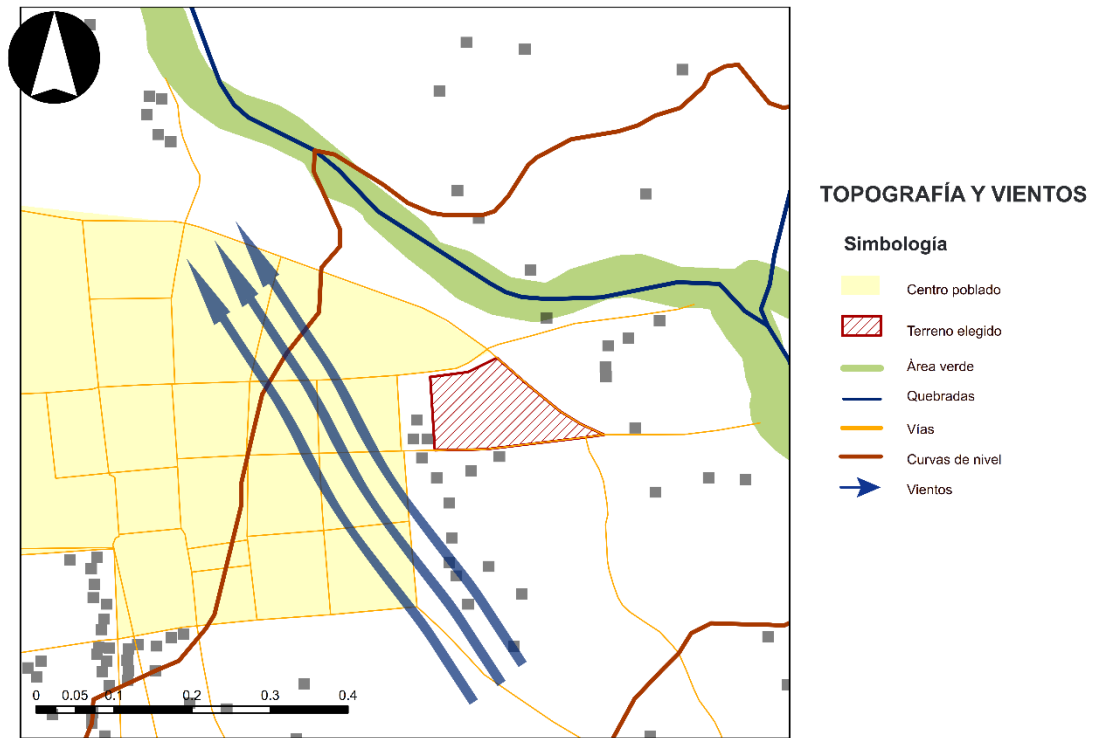 TOPOGRAFÍA Y VIENTOS
Simbología
Centro poblado
Terreno elegido
Área verde
Quebradas
Vías
Curvas de nivel
Vientos
0 0.05 0.1 0.2 0.3 0.4